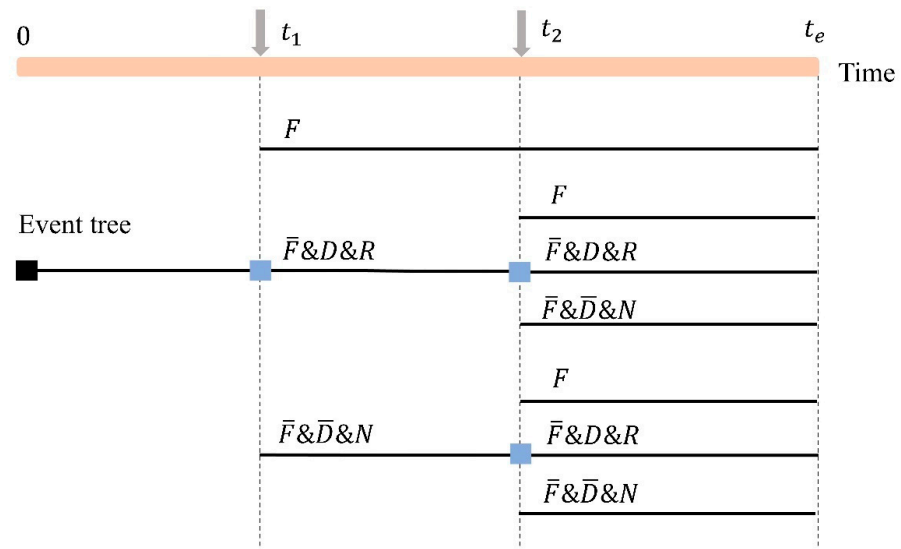 0 t₁ t₂ tₑ
Time
F
F
Event tree
F̅&D&R F̅&D&R
F̅&D̅&N
F
F̅&D̅&N F̅&D&R
F̅&D̅&N